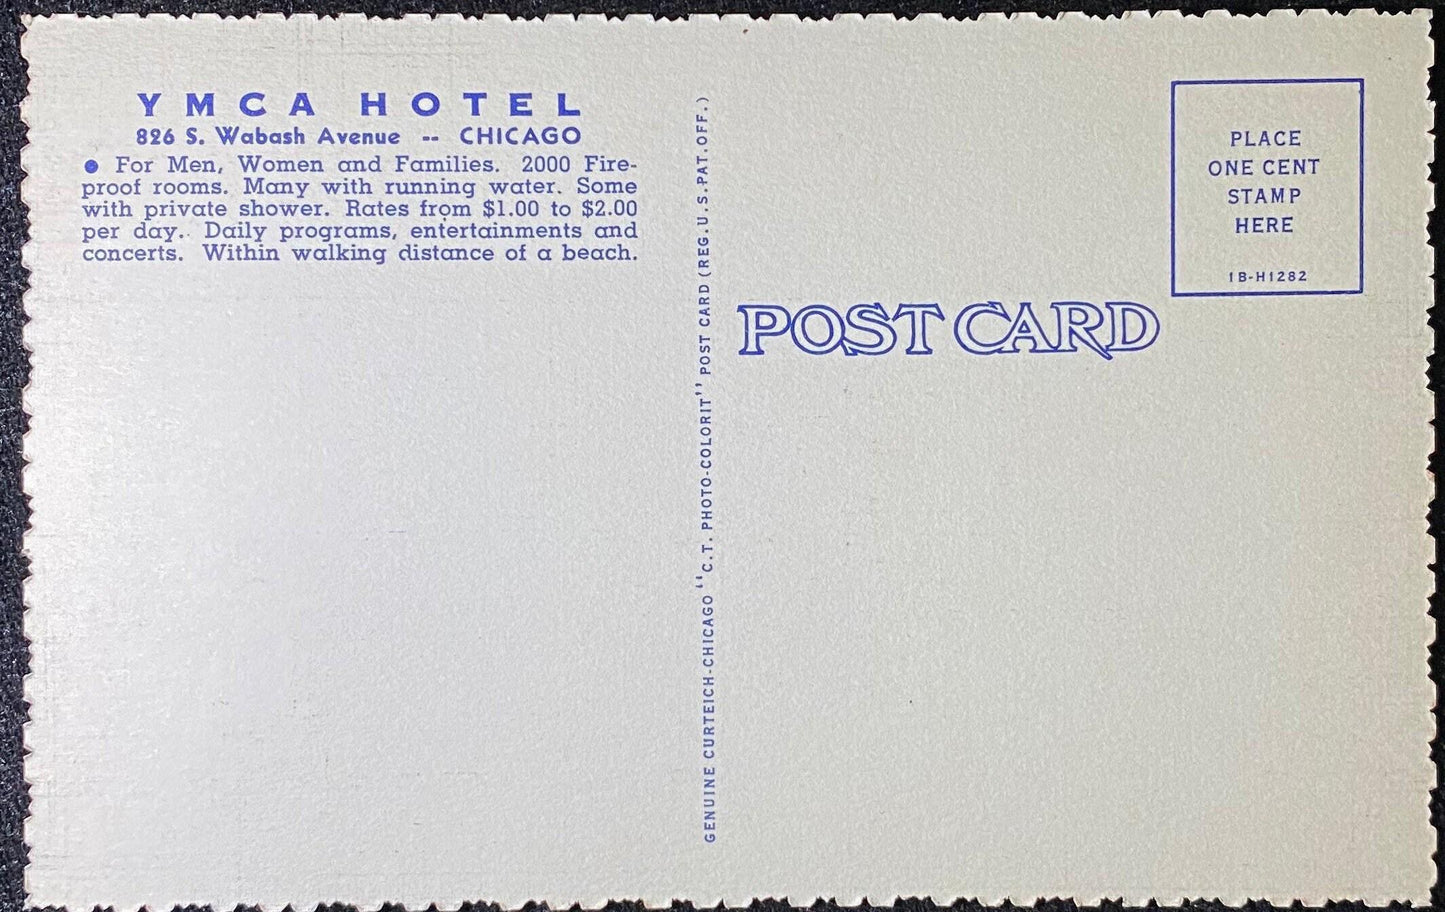 YMCA HOTEL
826 S. Wabash Avenue -- CHICAGO
● For Men, Women and Families. 2000 Fire-
proof rooms. Many with running water. Some
with private shower. Rates from $1.00 to $2.00
per day. Daily programs, entertainments and
concerts. Within walking distance of a beach.
GENUINE CURTEICH-CHICAGO "C.T. PHOTO-COLORIT" POST CARD (REG.U.S.PAT.OFF.)
POST CARD
PLACE
ONE CENT
STAMP
HERE
1B-H1282